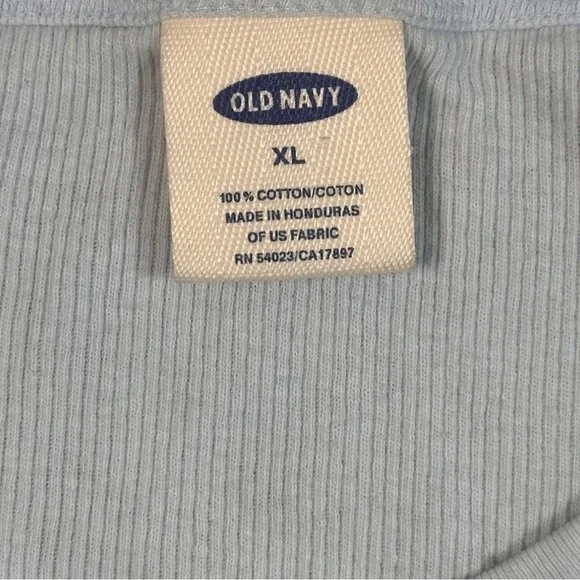 OLD NAVY
XL
100% COTTON/COTON
MADE IN HONDURAS
OF US FABRIC
RN 54023/CA17897